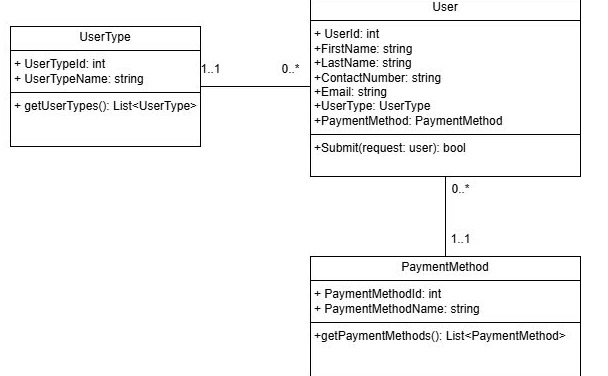 User
UserType
+ UserTypeId: int
+ UserTypeName: string
+ getUserTypes(): List<UserType>
1..1
0..*
+ UserId: int
+FirstName: string
+LastName: string
+ContactNumber: string
+Email: string
+UserType: UserType
+PaymentMethod: PaymentMethod
+Submit(request: user): bool
0..*
1..1
PaymentMethod
+ PaymentMethodId: int
+ PaymentMethodName: string
+getPaymentMethods(): List<PaymentMethod>